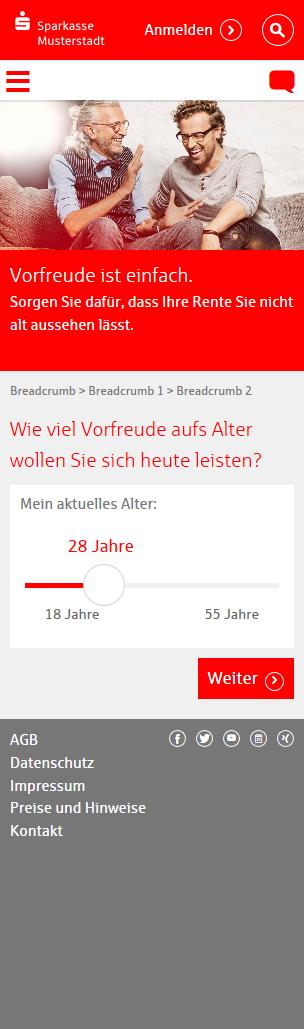 Sparkasse
Musterstadt
Anmelden
Vorfreude ist einfach.
Sorgen Sie dafür, dass Ihre Rente Sie nicht
alt aussehen lässt.
Breadcrumb > Breadcrumb 1 > Breadcrumb 2
Wie viel Vorfreude aufs Alter
wollen Sie sich heute leisten?
Mein aktuelles Alter:
28 Jahre
18 Jahre 55 Jahre
Weiter
AGB
Datenschutz
Impressum
Preise und Hinweise
Kontakt